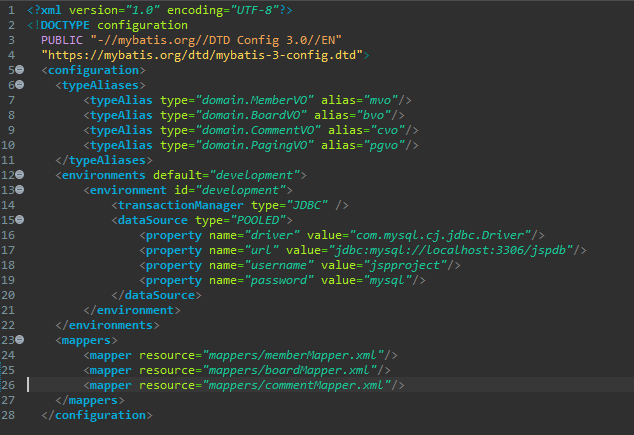 1 <?xml version="1.0" encoding="UTF-8"?>
2 <!DOCTYPE configuration
3   PUBLIC "-//mybatis.org//DTD Config 3.0//EN"
4   "https://mybatis.org/dtd/mybatis-3-config.dtd">
5   <configuration>
6     <typeAliases>
7         <typeAlias type="domain.MemberVO" alias="mvo"/>
8         <typeAlias type="domain.BoardVO" alias="bvo"/>
9         <typeAlias type="domain.CommentVO" alias="cvo"/>
10         <typeAlias type="domain.PagingVO" alias="pgvo"/>
11     </typeAliases>
12     <environments default="development">
13         <environment id="development">
14             <transactionManager type="JDBC" />
15             <dataSource type="POOLED">
16                 <property name="driver" value="com.mysql.cj.jdbc.Driver"/>
17                 <property name="url" value="jdbc:mysql://localhost:3306/jspdb"/>
18                 <property name="username" value="jspproject"/>
19                 <property name="password" value="mysql"/>
20             </dataSource>
21         </environment>
22     </environments>
23     <mappers>
24         <mapper resource="mappers/memberMapper.xml"/>
25         <mapper resource="mappers/boardMapper.xml"/>
26         <mapper resource="mappers/commentMapper.xml"/>
27     </mappers>
28   </configuration>